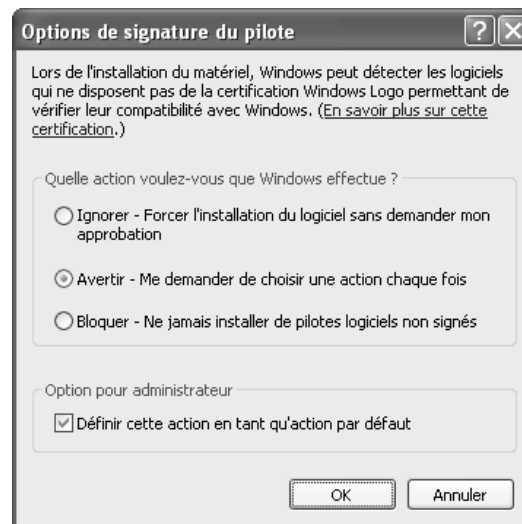 Options de signature du pilote
Lors de l'installation du matériel, Windows peut détecter les logiciels
qui ne disposent pas de la certification Windows Logo permettant de
vérifier leur compatibilité avec Windows. (En savoir plus sur cette
certification.)
Quelle action voulez-vous que Windows effectue ?
Ignorer - Forcer l'installation du logiciel sans demander mon
approbation
Avertir - Me demander de choisir une action chaque fois
Bloquer - Ne jamais installer de pilotes logiciels non signés
Option pour administrateur
Définir cette action en tant qu'action par défaut
OK Annuler